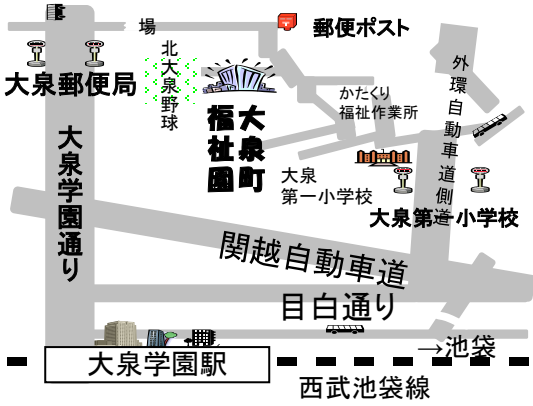 場
郵便ポスト
北大泉野球
大泉郵便局
大泉町
福祉園
かたくり
福祉作業所
外環自動車道側道
大泉
第一小学校
大泉第一小学校
大泉学園通り
関越自動車道
目白通り
→池袋
大泉学園駅
西武池袋線